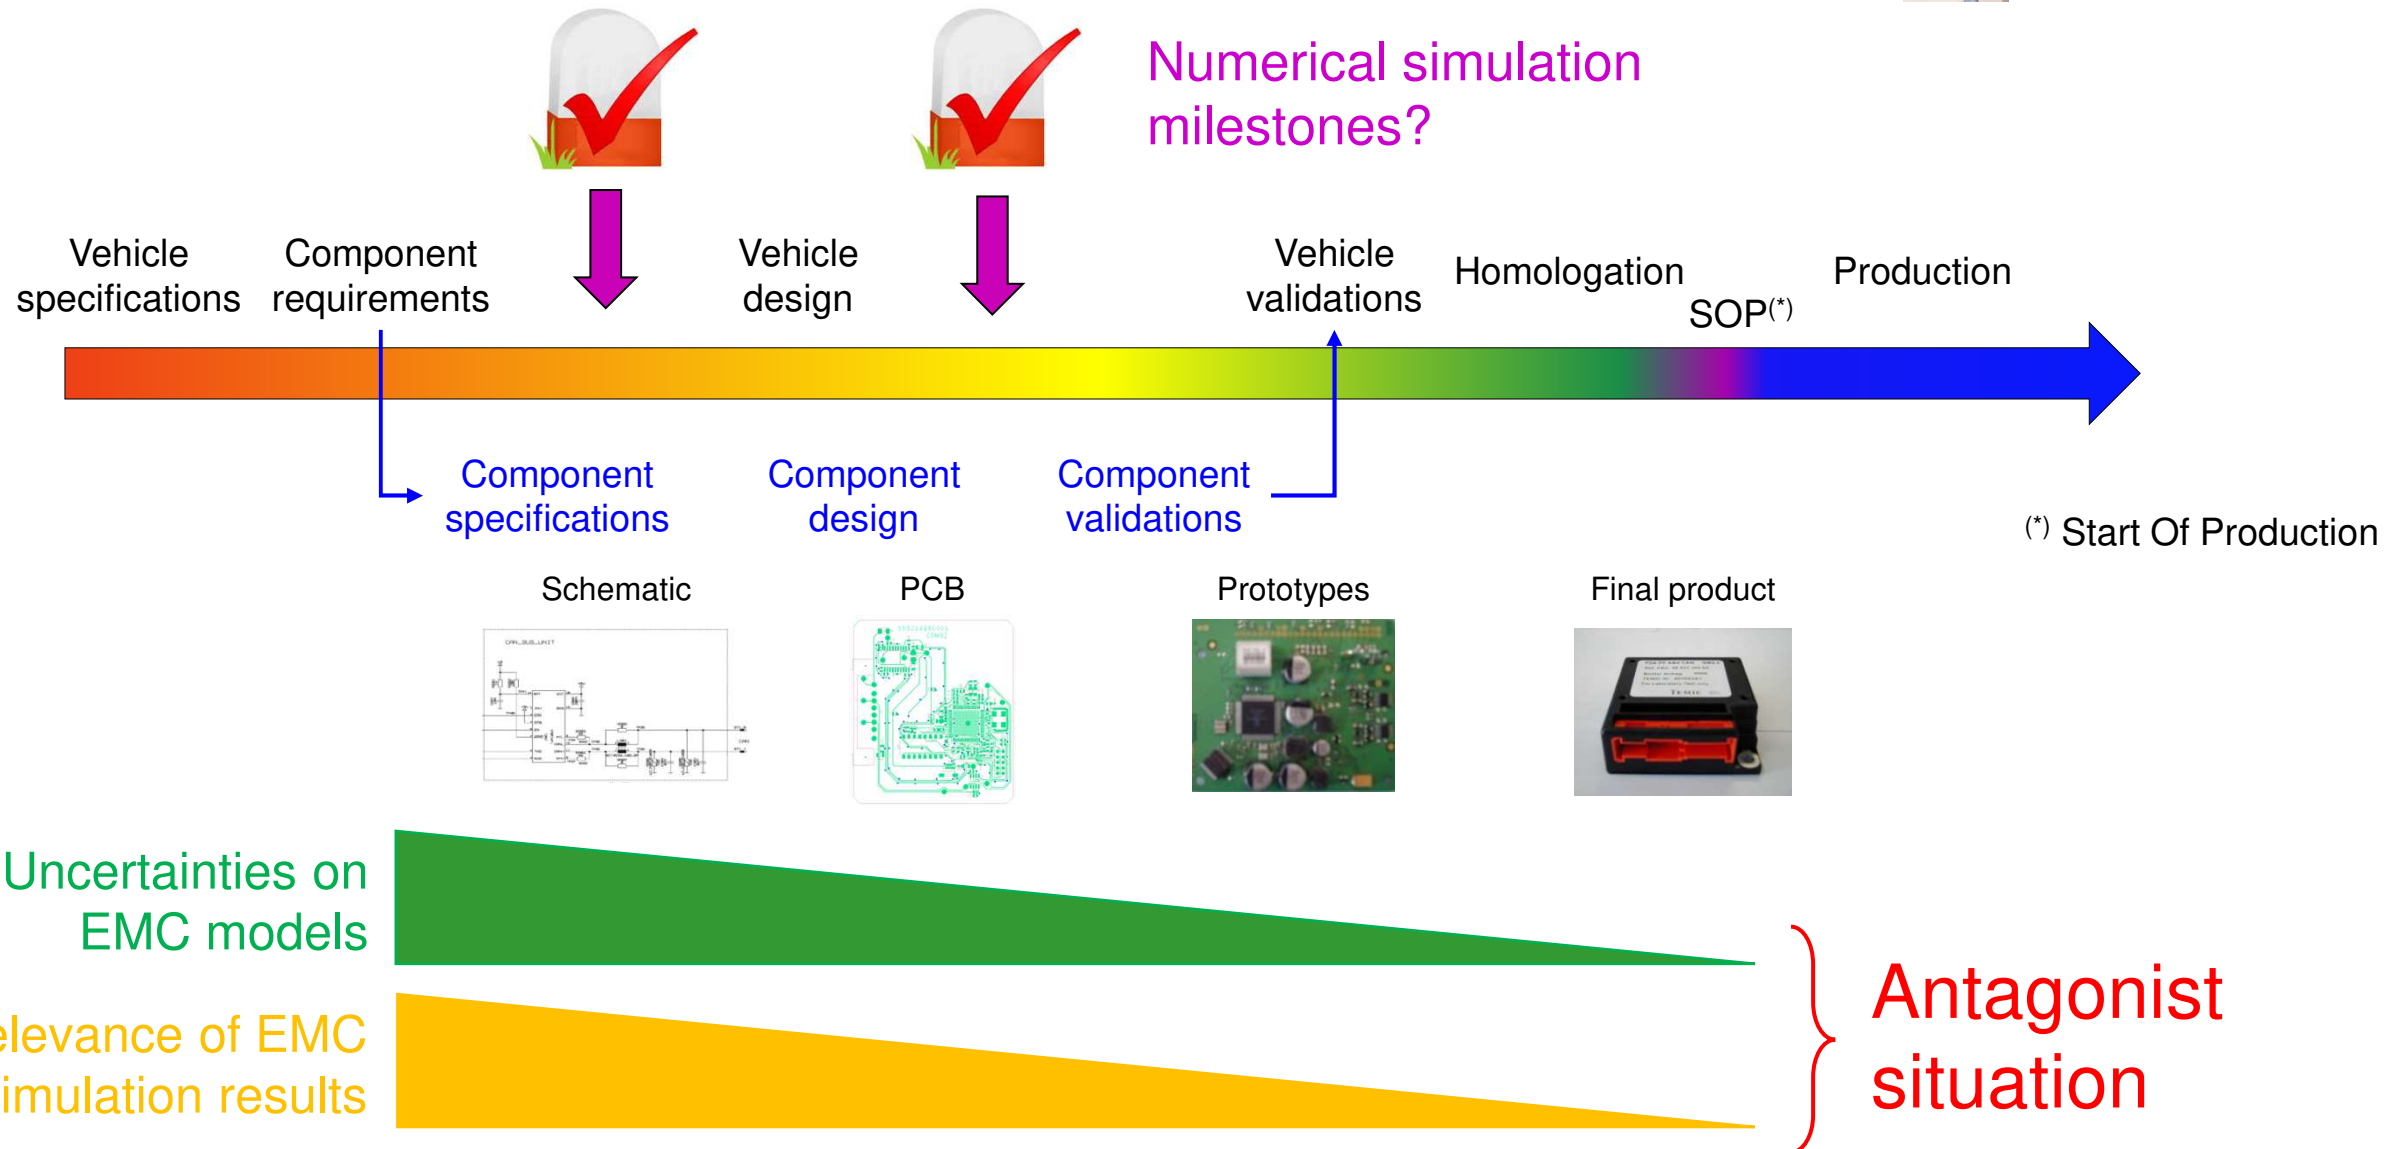 Numerical simulation
milestones?
Vehicle
specifications
Component
requirements
Vehicle
design
Vehicle
validations
Homologation
SOP(*)
Production
Component
specifications
Component
design
Component
validations
(*) Start Of Production
Schematic
PCB
Prototypes
Final product
CAN_BUS_UNIT
TEMIC
Uncertainties on
EMC models
elevance of EMC
imulation results
Antagonist
situation